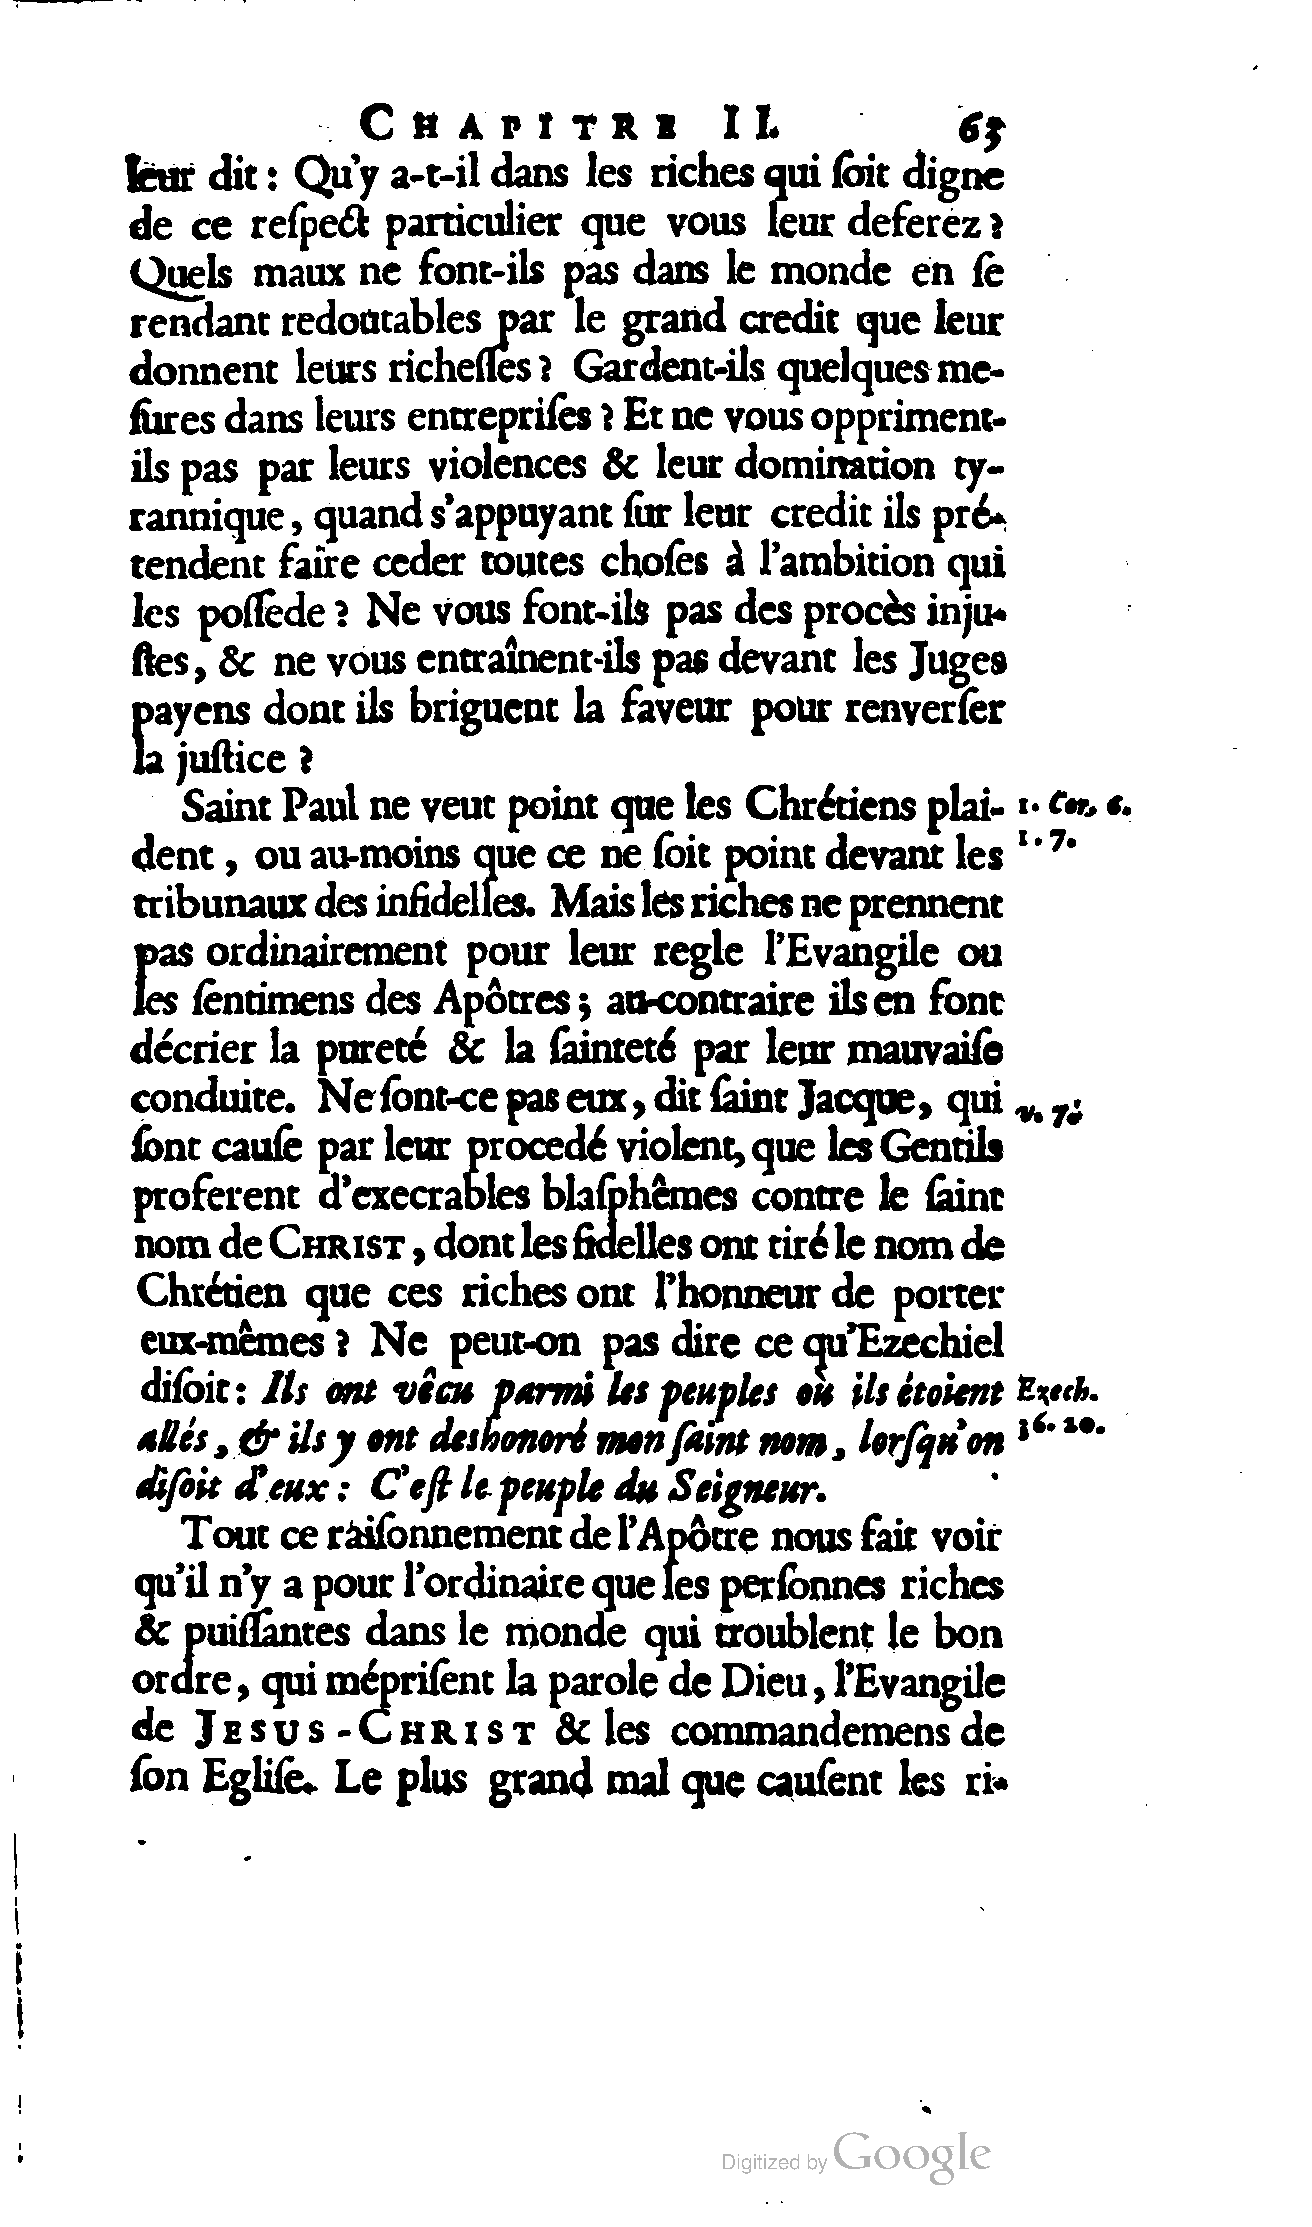 CHAPITRE II. 63
leur dit : Qu'y a-t-il dans les riches qui ſoit digne
de ce reſpect particulier que vous leur deferez ?
Quels maux ne font-ils pas dans le monde en ſe
rendant redoutables par le grand credit que leur
donnent leurs richeſſes ? Gardent-ils quelques me-
ſures dans leurs entrepriſes ? Et ne vous oppriment-
ils pas par leurs violences & leur domination ty-
rannique, quand s'appuyant ſur leur credit ils pré-
tendent faire ceder toutes choſes à l'ambition qui
les poſſede ? Ne vous font-ils pas des procès inju-
ſtes, & ne vous entraînent-ils pas devant les Juges
payens dont ils briguent la faveur pour renverſer
la juſtice ?
Saint Paul ne veut point que les Chrétiens plai- 1. Cor. 6.
dent, ou au-moins que ce ne ſoit point devant les 1. 7.
tribunaux des infidelles. Mais les riches ne prennent
pas ordinairement pour leur regle l'Evangile ou
les ſentimens des Apôtres ; au-contraire ils en font
décrier la pureté & la ſainteté par leur mauvaiſe
conduite. Ne ſont-ce pas eux, dit ſaint Jacque, qui v. 7.
ſont cauſe par leur procedé violent, que les Gentils
proferent d'execrables blaſphêmes contre le ſaint
nom de CHRIST, dont les fidelles ont tiré le nom de
Chrétien que ces riches ont l'honneur de porter
eux-mêmes ? Ne peut-on pas dire ce qu'Ezechiel
diſoit : Ils ont vêcu parmi les peuples où ils étoient Ezech.
allés, & ils y ont deshonoré mon ſaint nom, lorſqu'on 36. 20.
diſoit d'eux : C'eſt le peuple du Seigneur.
Tout ce raiſonnement de l'Apôtre nous fait voir
qu'il n'y a pour l'ordinaire que les perſonnes riches
& puiſſantes dans le monde qui troublent le bon
ordre, qui mépriſent la parole de Dieu, l'Evangile
de JESUS-CHRIST & les commandemens de
ſon Egliſe. Le plus grand mal que cauſent les ri-
Digitized by Google